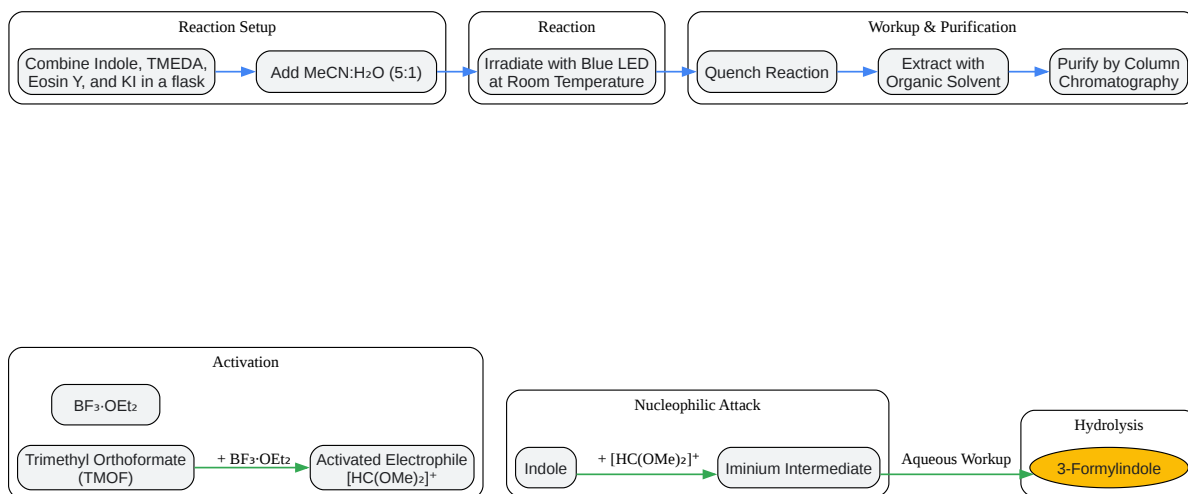 Reaction Setup
Combine Indole, TMEDA,
Eosin Y, and KI in a flask
Add MeCN:H₂O (5:1)
Reaction
Irradiate with Blue LED
at Room Temperature
Workup & Purification
Quench Reaction
Extract with
Organic Solvent
Purify by Column
Chromatography
Activation
BF₃·OEt₂
Trimethyl Orthoformate
(TMOF)
+ BF₃·OEt₂
Activated Electrophile
[HC(OMe)₂]⁺
Nucleophilic Attack
Indole
+ [HC(OMe)₂]⁺
Iminium Intermediate
Aqueous Workup
Hydrolysis
3-Formylindole